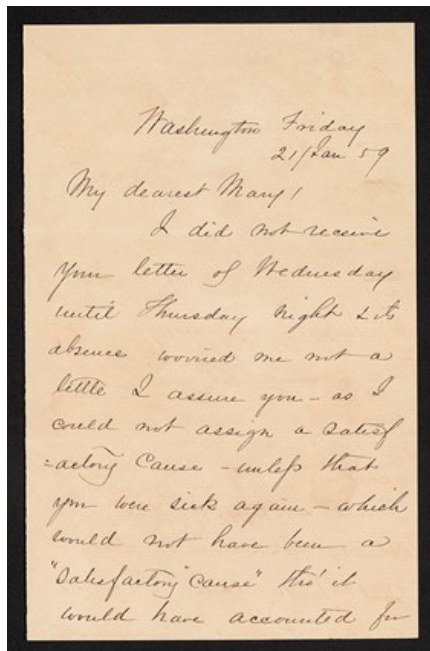 Washington Friday
21/Jan 59
My dearest Mary!
I did not receive
your letter of Wednesday
until Thursday night & its
absence worried me not a
little I assure you – as I
could not assign a satisf
=actory Cause – unless that
you were sick again – which
would not have been a
"Satisfactory Cause" tho' it
would have accounted for